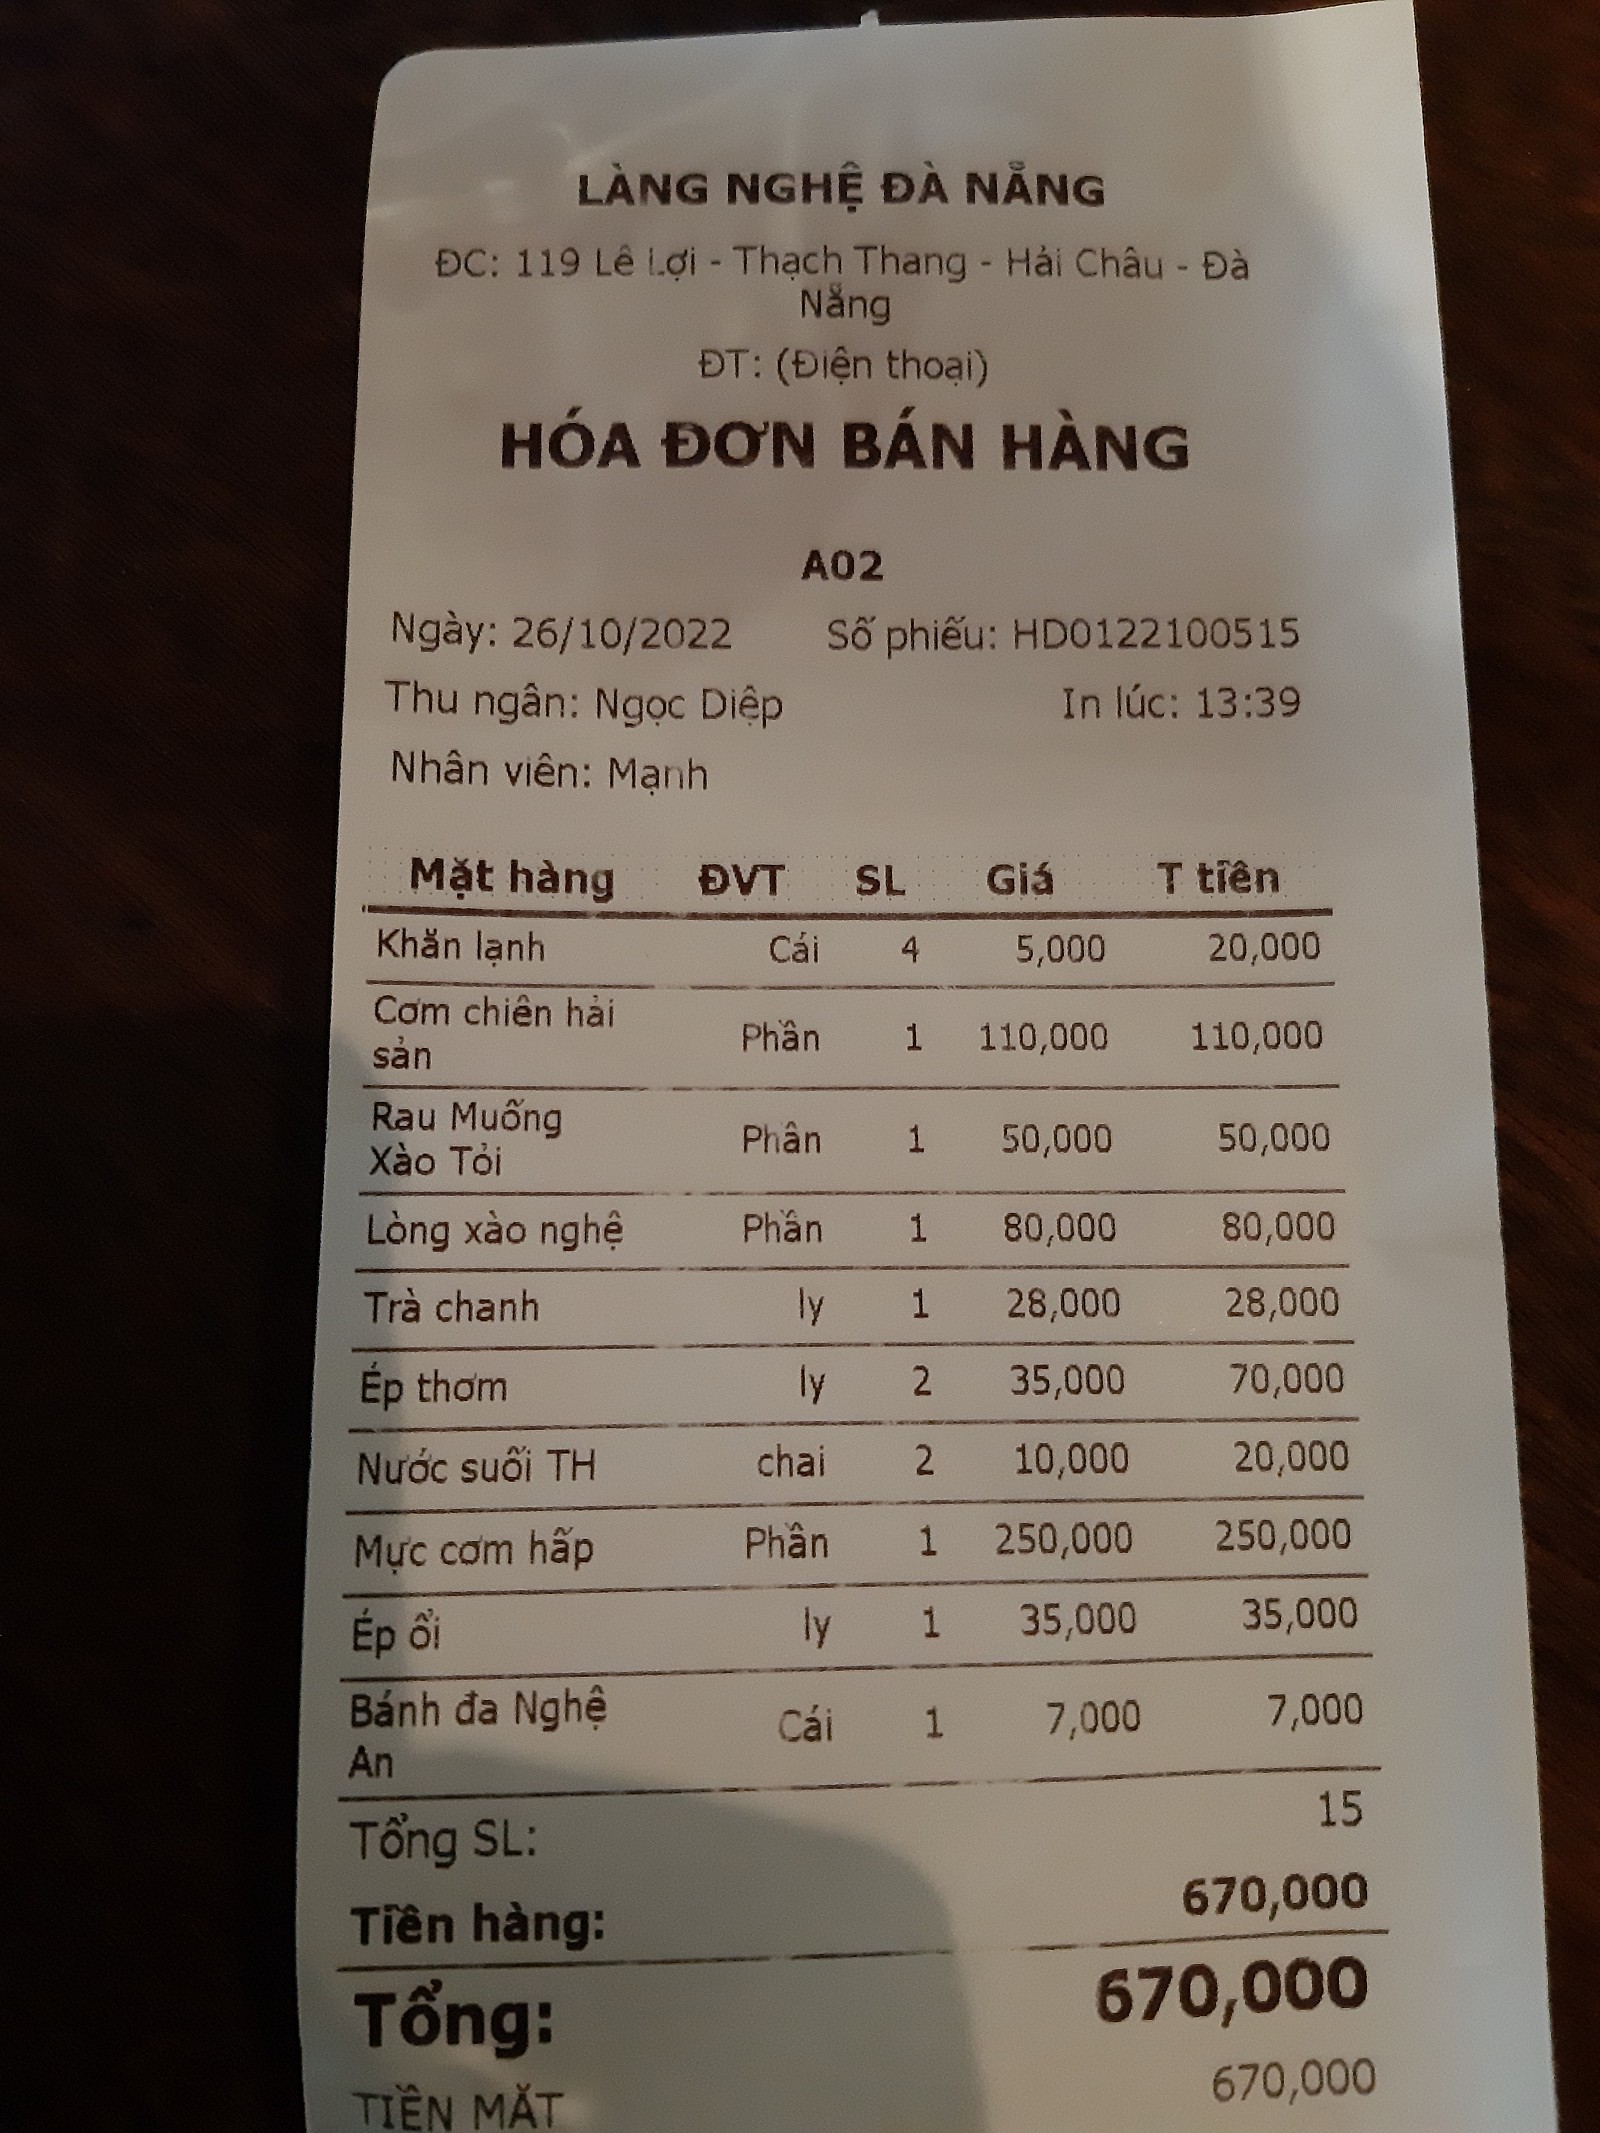 LÀNG NGHỆ ĐÀ NẴNG
ĐC: 119 Lê Lợi - Thạch Thang - Hải Châu - Đà
Nẵng
ĐT: (Điện thoại)
HÓA ĐƠN BÁN HÀNG
A02
Ngày: 26/10/2022 Số phiếu: HD0122100515
Thu ngân: Ngọc Diệp In lúc: 13:39
Nhân viên: Mạnh
Mặt hàng ĐVT SL Giá T tiền
Khăn lạnh Cái 4 5,000 20,000
Cơm chiên hải
sản Phần 1 110,000 110,000
Rau Muống
Xào Tỏi Phần 1 50,000 50,000
Lòng xào nghệ Phần 1 80,000 80,000
Trà chanh ly 1 28,000 28,000
Ép thơm ly 2 35,000 70,000
Nước suối TH chai 2 10,000 20,000
Mực cơm hấp Phần 1 250,000 250,000
Ép ổi ly 1 35,000 35,000
Bánh đa Nghệ
An Cái 1 7,000 7,000
Tổng SL: 15
Tiền hàng: 670,000
Tổng: 670,000
TIỀN MẶT 670,000